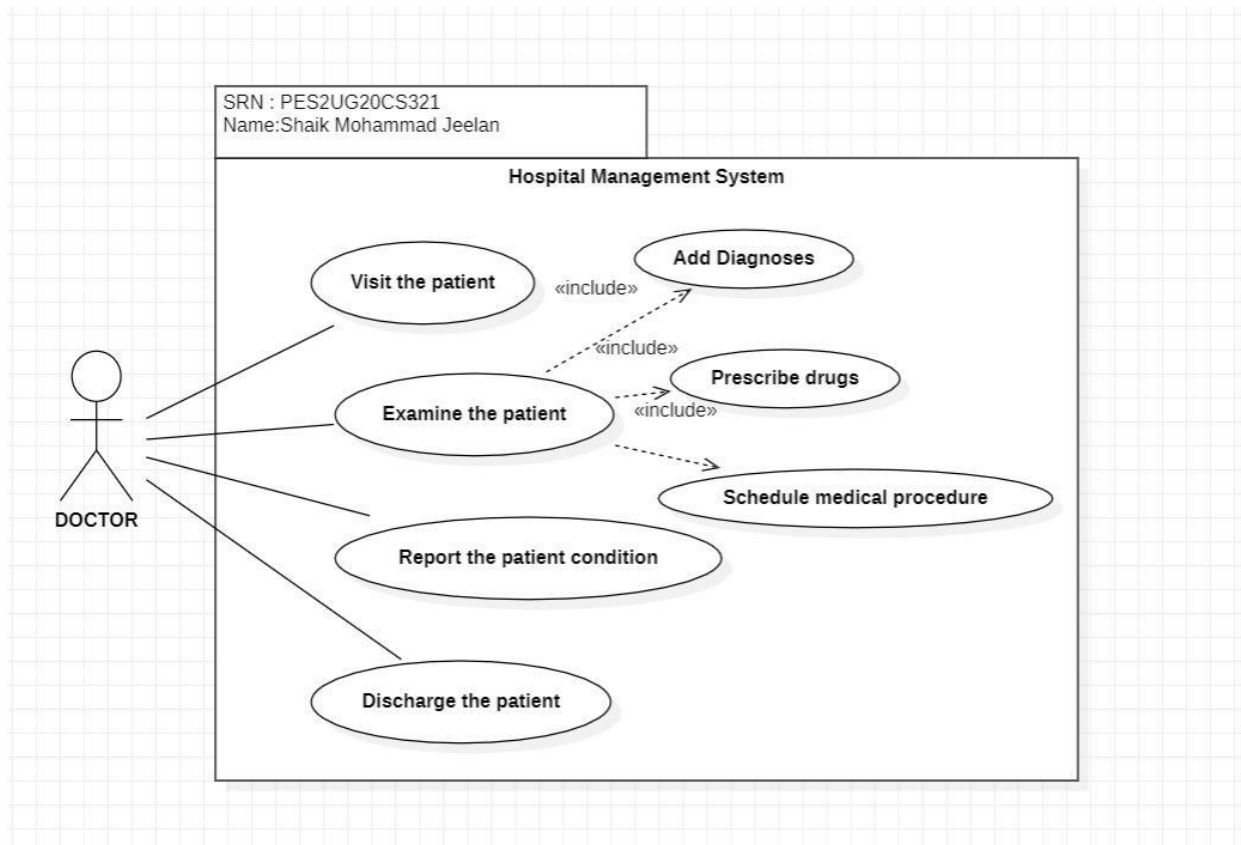 SRN : PES2UG20CS321
Name:Shaik Mohammad Jeelan
Hospital Management System
Add Diagnoses
Visit the patient
«include»
«include»
Prescribe drugs
Examine the patient
«include»
Schedule medical procedure
DOCTOR
Report the patient condition
Discharge the patient